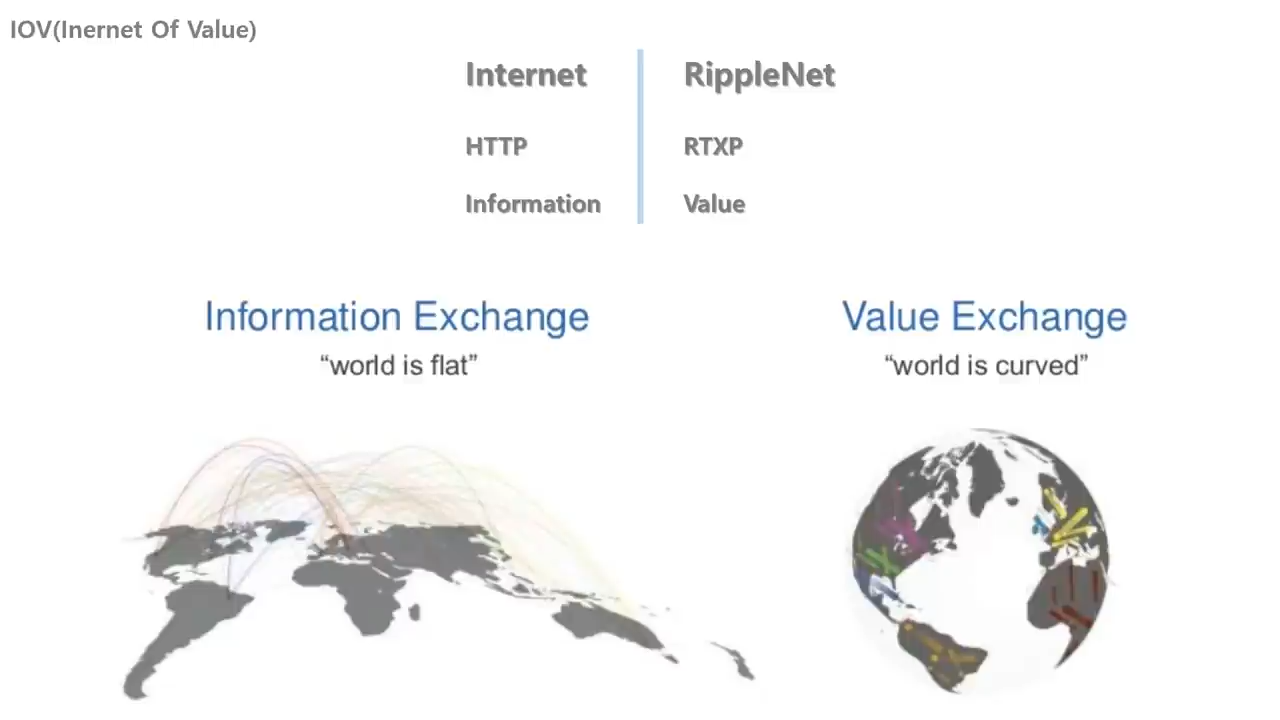 IOV(Inernet Of Value)
Internet
RippleNet
HTTP
RTXP
Information
Value
Information Exchange
Value Exchange
“world is flat”
“world is curved”